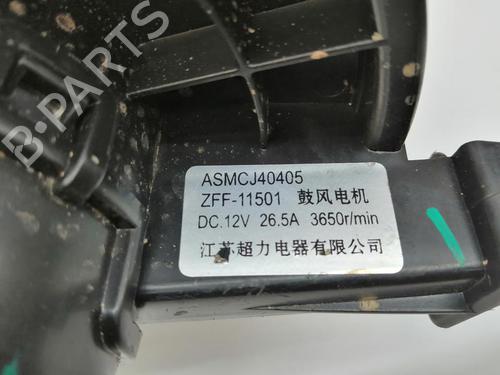 B-PARTS
ASMCJ40405
ZFF-11501 鼓风电机
DC.12V 26.5A 3650r/min
江苏超力电器有限公司